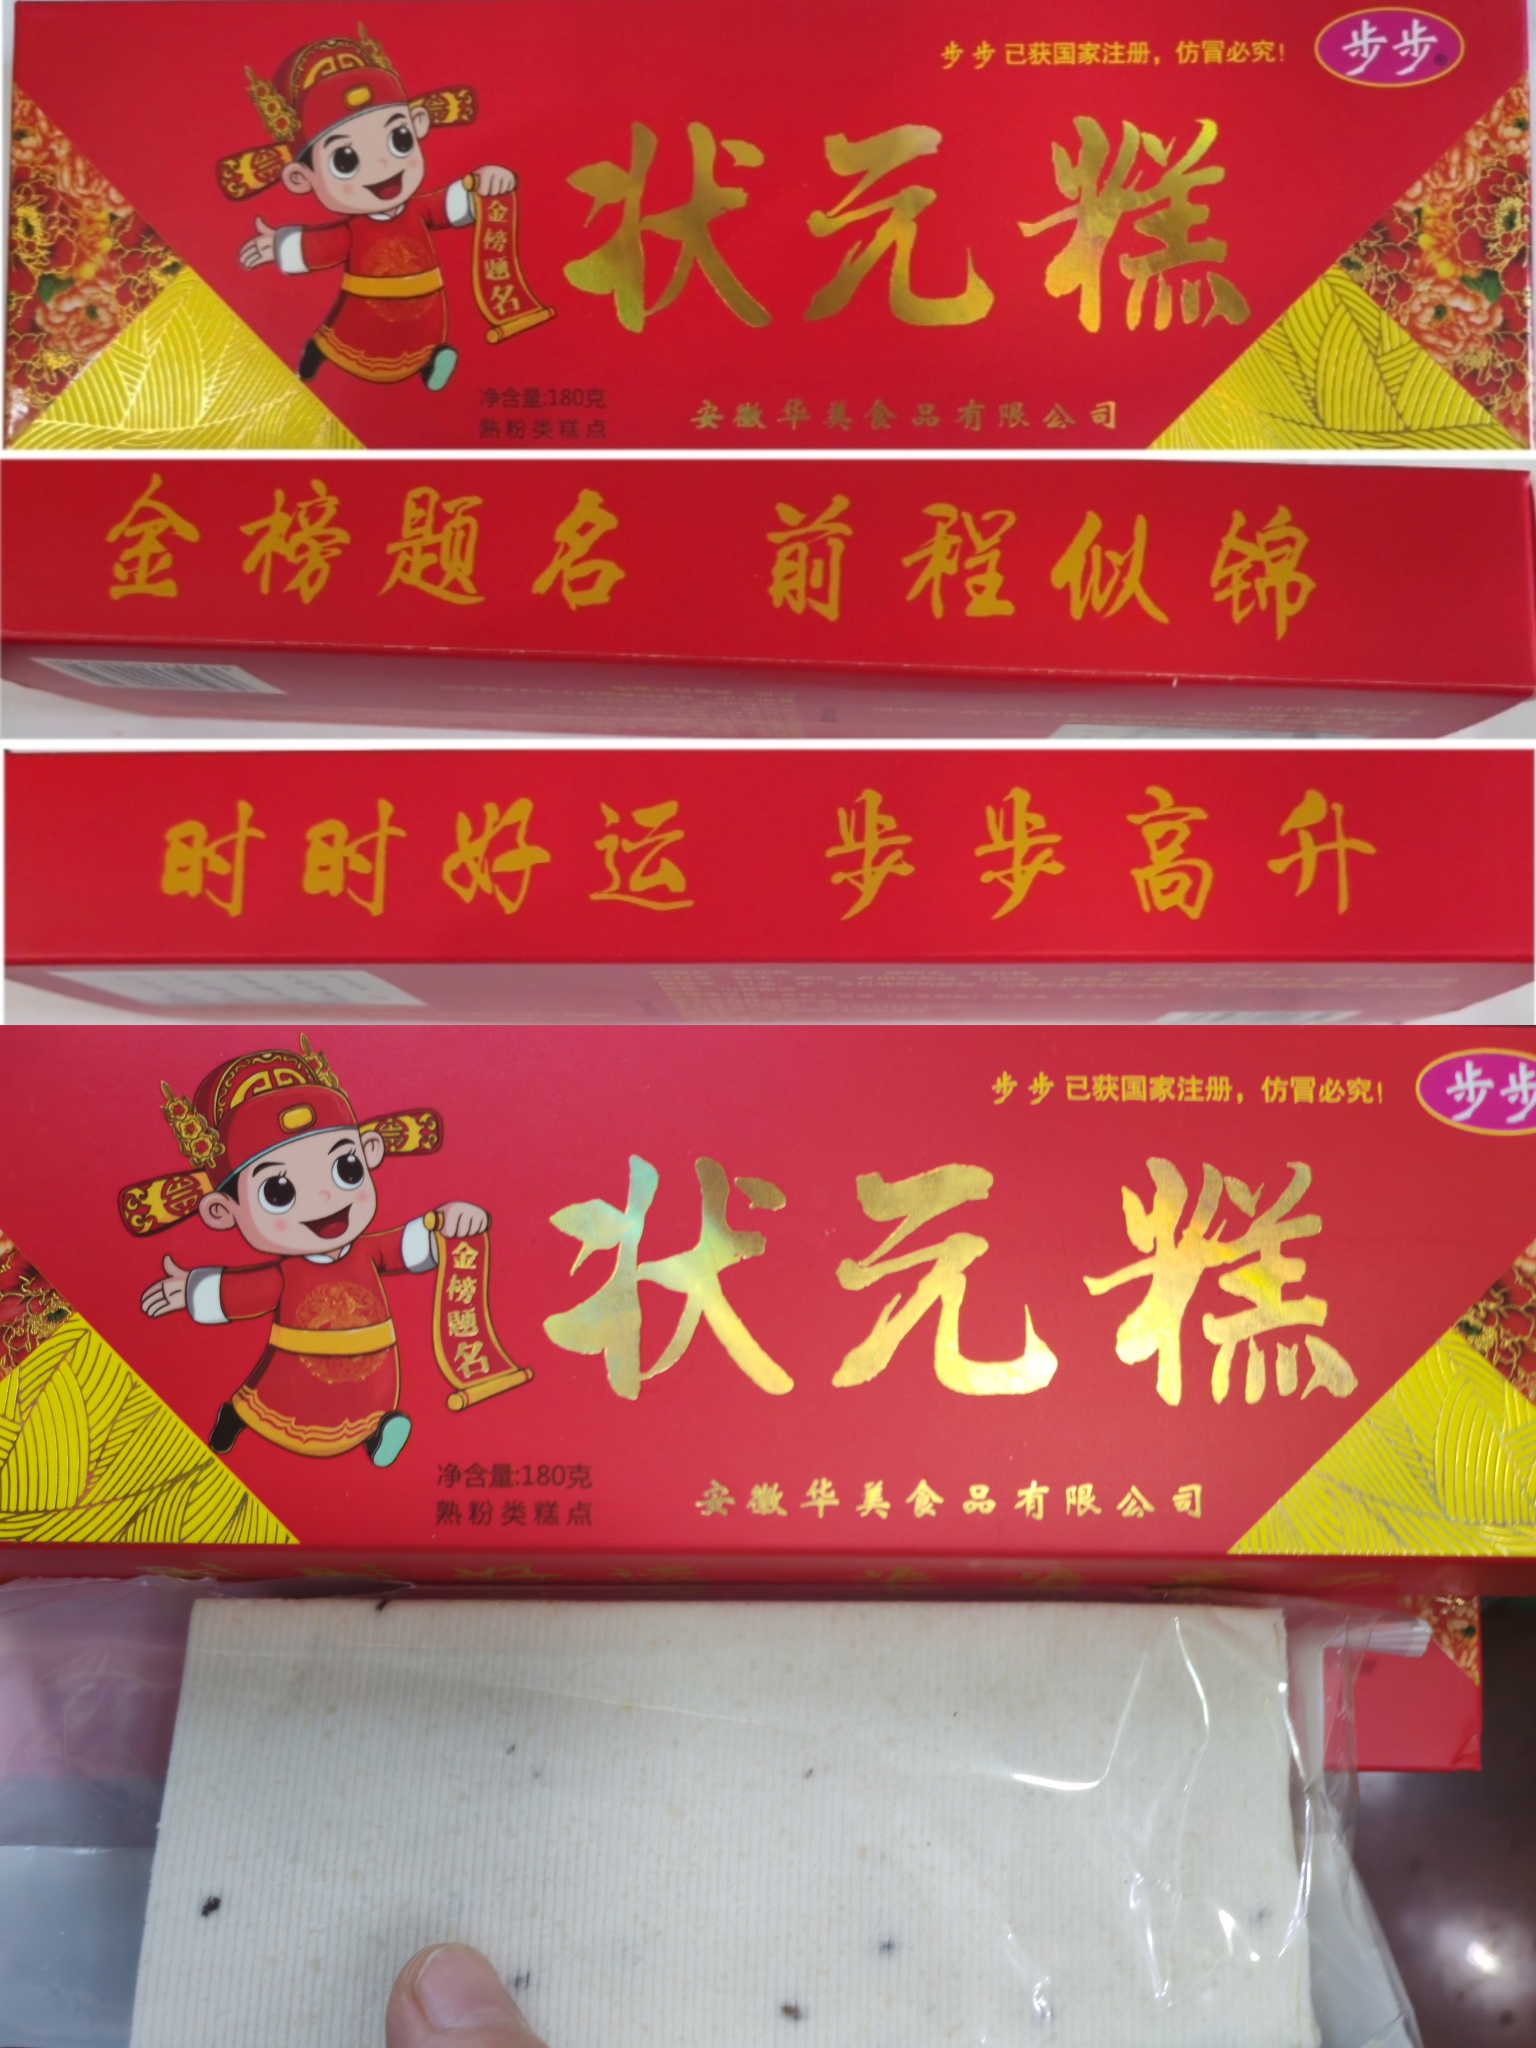 步步 已获国家注册，仿冒必究！
步步®
金榜题名
状元糕
净含量:180克
熟粉类糕点
安徽华美食品有限公司
金榜题名 前程似锦
时时好运 步步高升
步步 已获国家注册，仿冒必究！
步步
金榜题名
状元糕
净含量:180克
熟粉类糕点
安徽华美食品有限公司